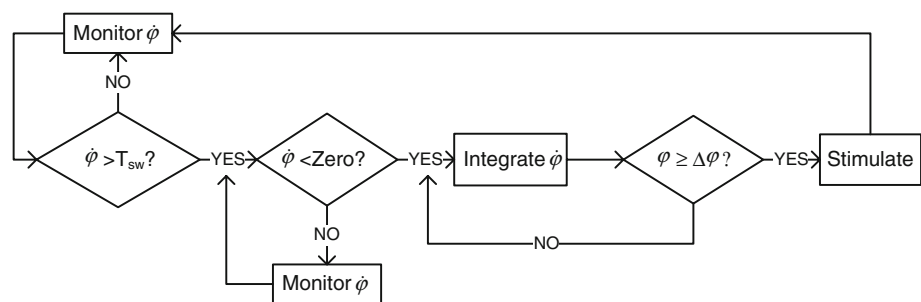 Monitor φ̇
NO
φ̇ >T_sw?
YES
φ̇ <Zero?
YES
Integrate φ̇
φ ≥ Δφ?
YES
Stimulate
NO
NO
Monitor φ̇